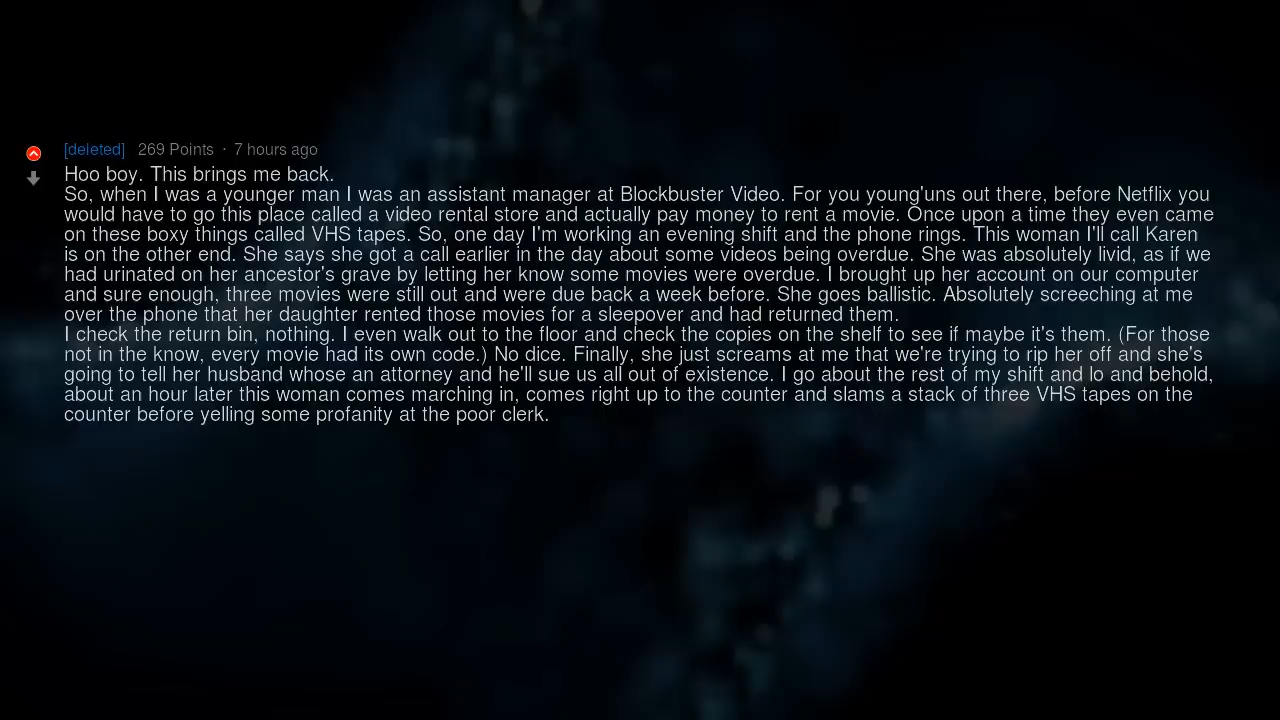 [deleted] 269 Points · 7 hours ago
Hoo boy. This brings me back.
So, when I was a younger man I was an assistant manager at Blockbuster Video. For you young'uns out there, before Netflix you
would have to go this place called a video rental store and actually pay money to rent a movie. Once upon a time they even came
on these boxy things called VHS tapes. So, one day I'm working an evening shift and the phone rings. This woman I'll call Karen
is on the other end. She says she got a call earlier in the day about some videos being overdue. She was absolutely livid, as if we
had urinated on her ancestor's grave by letting her know some movies were overdue. I brought up her account on our computer
and sure enough, three movies were still out and were due back a week before. She goes ballistic. Absolutely screeching at me
over the phone that her daughter rented those movies for a sleepover and had returned them.
I check the return bin, nothing. I even walk out to the floor and check the copies on the shelf to see if maybe it's them. (For those
not in the know, every movie had its own code.) No dice. Finally, she just screams at me that we're trying to rip her off and she's
going to tell her husband whose an attorney and he'll sue us all out of existence. I go about the rest of my shift and lo and behold,
about an hour later this woman comes marching in, comes right up to the counter and slams a stack of three VHS tapes on the
counter before yelling some profanity at the poor clerk.